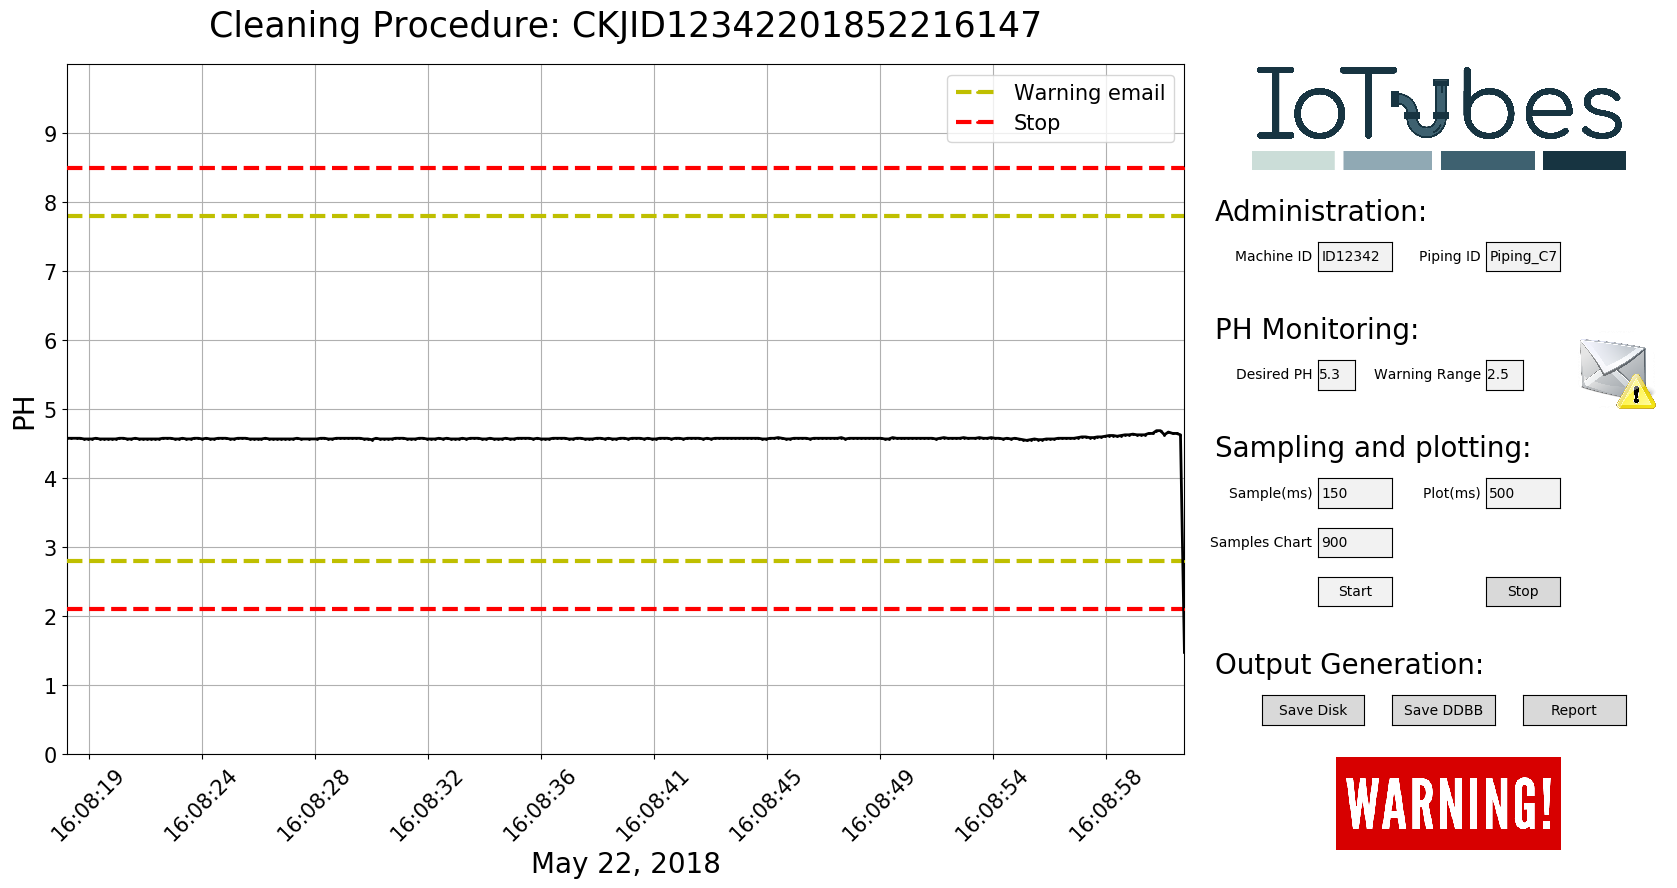 Cleaning Procedure: CKJID12342201852216147
Warning email
Stop
PH
9
8
7
6
5
4
3
2
1
0
16:08:19
16:08:24
16:08:28
16:08:32
16:08:36
16:08:41
16:08:45
16:08:49
16:08:54
16:08:58
May 22, 2018
IoTubes
Administration:
Machine ID ID12342 Piping ID Piping_C7
PH Monitoring:
Desired PH 5.3 Warning Range 2.5
Sampling and plotting:
Sample(ms) 150 Plot(ms) 500
Samples Chart 900
Start Stop
Output Generation:
Save Disk Save DDBB Report
WARNING!